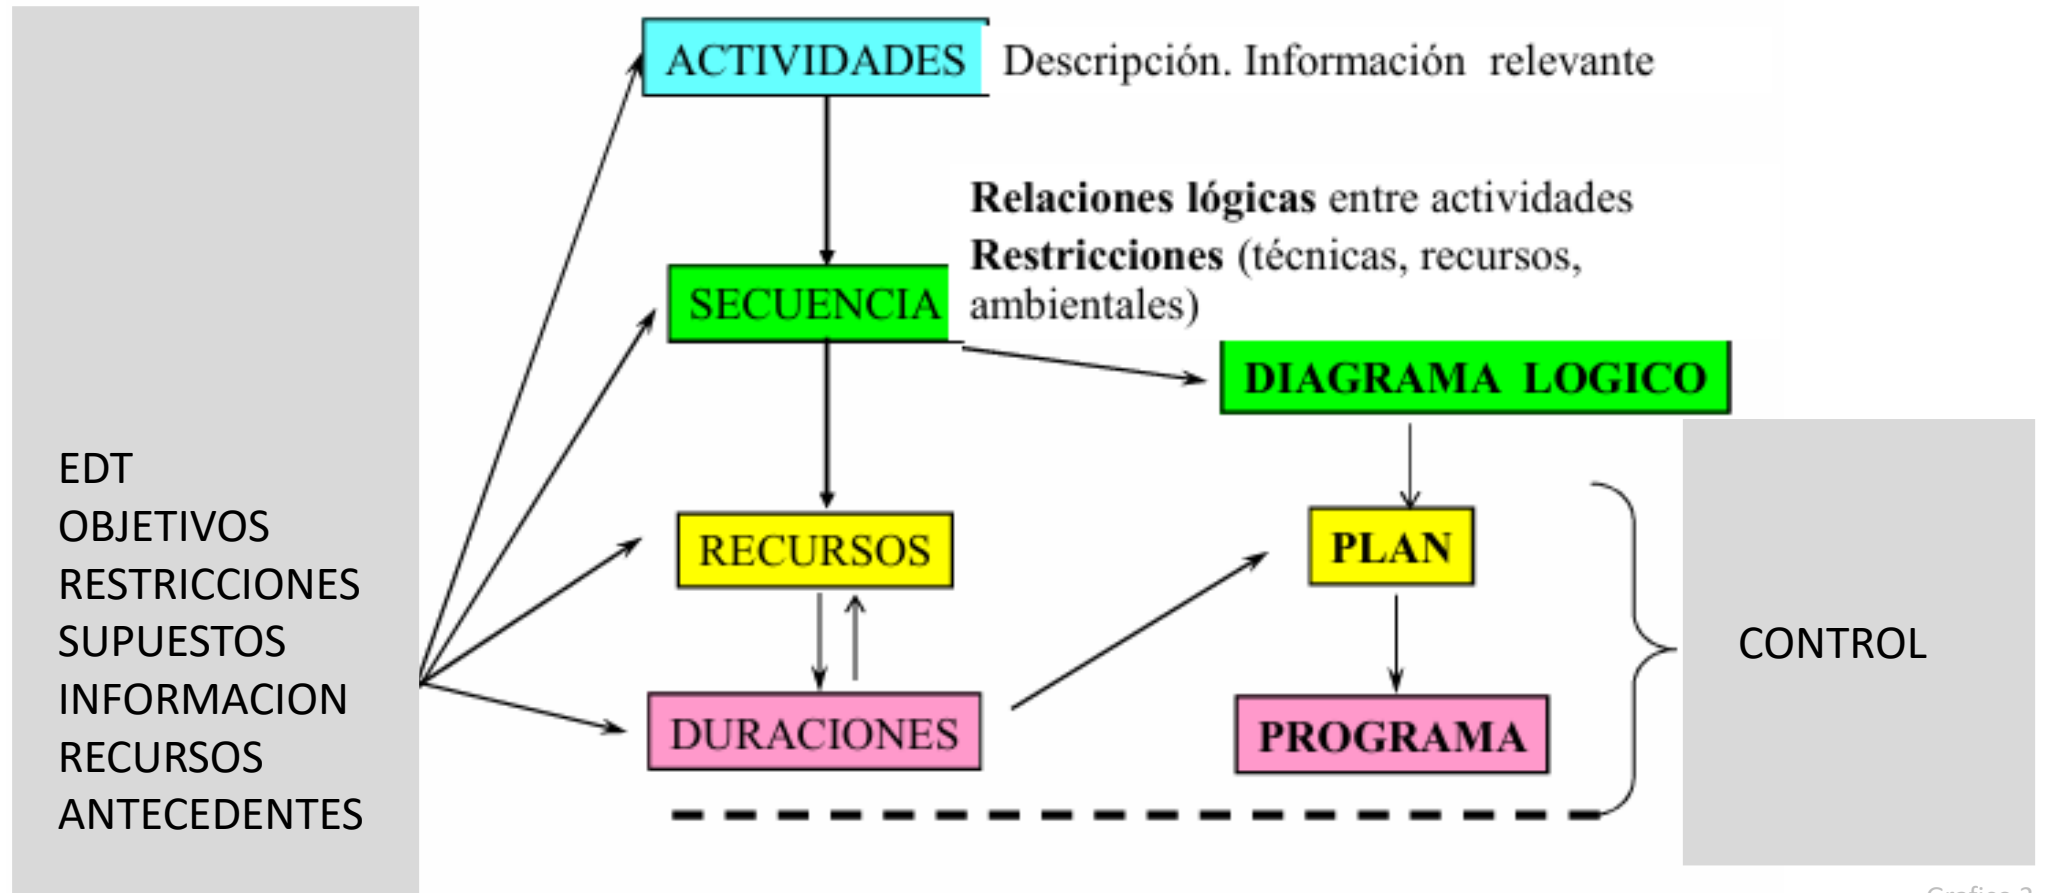 ACTIVIDADES
Descripción. Información relevante
Relaciones lógicas entre actividades
Restricciones (técnicas, recursos,
ambientales)
SECUENCIA
DIAGRAMA LOGICO
EDT
OBJETIVOS
RESTRICCIONES
SUPUESTOS
INFORMACION
RECURSOS
ANTECEDENTES
RECURSOS
PLAN
DURACIONES
PROGRAMA
CONTROL